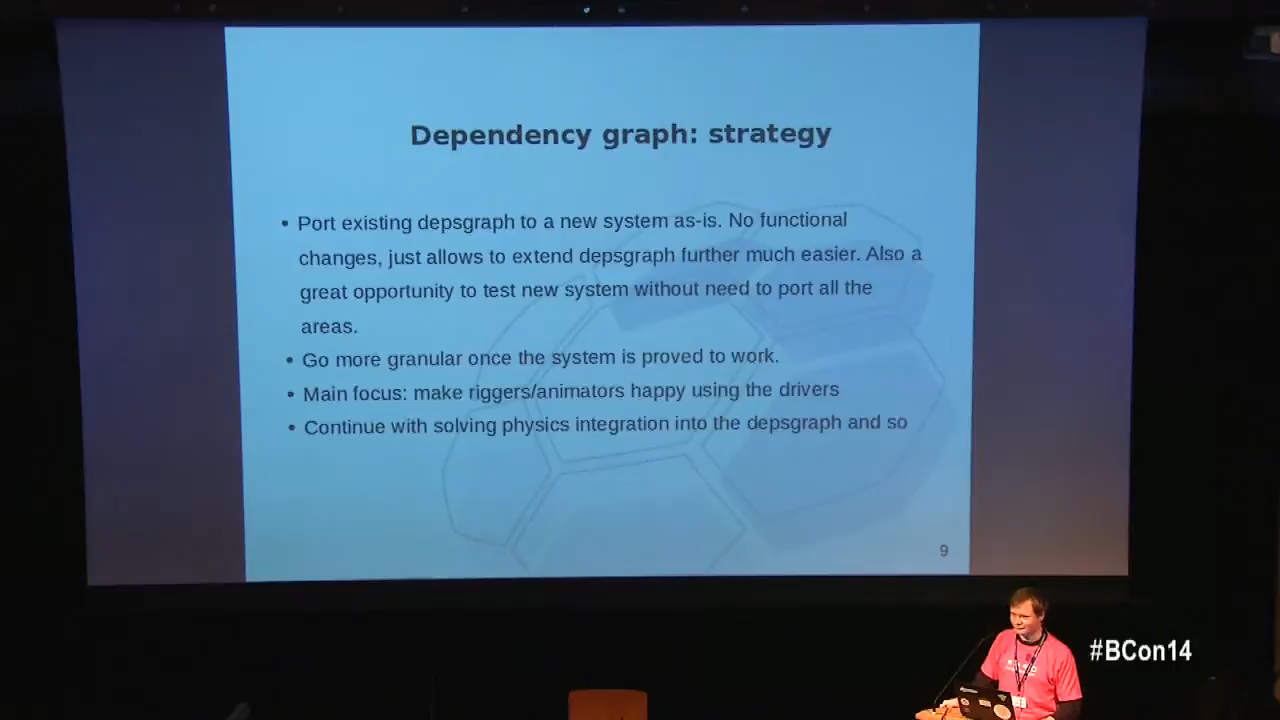 Dependency graph: strategy
• Port existing depsgraph to a new system as-is. No functional
changes, just allows to extend depsgraph further much easier. Also a
great opportunity to test new system without need to port all the
areas.
• Go more granular once the system is proved to work.
• Main focus: make riggers/animators happy using the drivers
• Continue with solving physics integration into the depsgraph and so
9
#BCon14